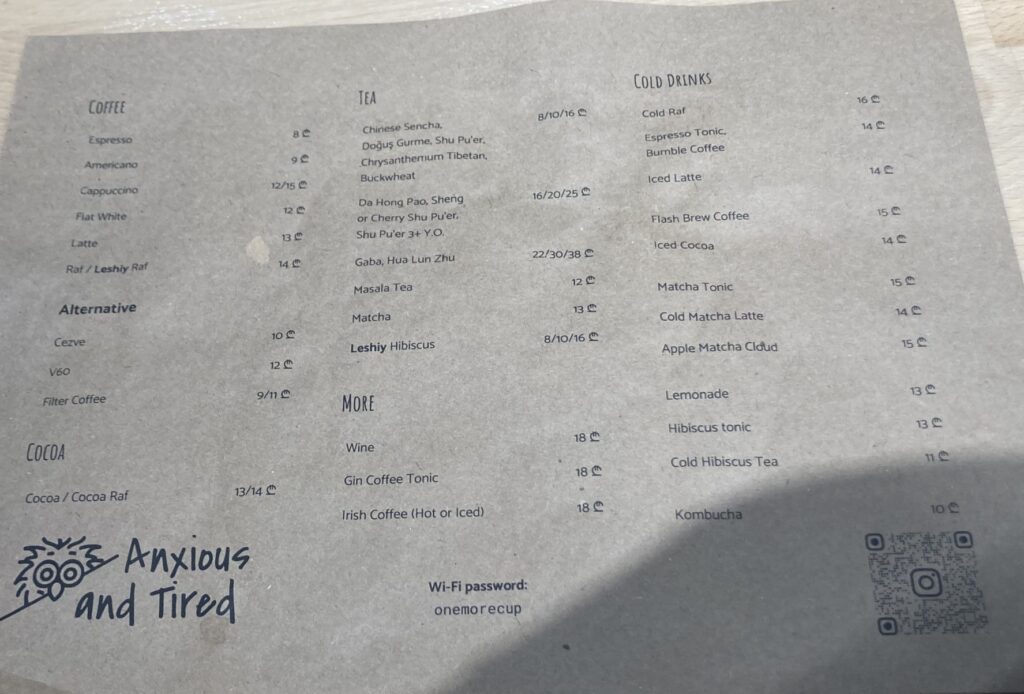 COFFEE
Espresso 8 ₾
Americano 9 ₾
Cappuccino 12/15 ₾
Flat White 12 ₾
Latte 13 ₾
Raf / Leshiy Raf 14 ₾
Alternative
Cezve 10 ₾
V60 12 ₾
Filter Coffee 9/11 ₾
COCOA
Cocoa / Cocoa Raf 13/14 ₾
Anxious
and Tired
TEA
Chinese Sencha, 8/10/16 ₾
Doğuş Gurme, Shu Pu'er,
Chrysanthemum Tibetan,
Buckwheat
Da Hong Pao, Sheng 16/20/25 ₾
or Cherry Shu Pu'er,
Shu Pu'er 3+ Y.O.
Gaba, Hua Lun Zhu 22/30/38 ₾
Masala Tea 12 ₾
Matcha 13 ₾
Leshiy Hibiscus 8/10/16 ₾
MORE
Wine 18 ₾
Gin Coffee Tonic 18 ₾
Irish Coffee (Hot or Iced) 18 ₾
Wi-Fi password:
onemorecup
COLD DRINKS
Cold Raf 16 ₾
Espresso Tonic, 14 ₾
Bumble Coffee
Iced Latte 14 ₾
Flash Brew Coffee 15 ₾
Iced Cocoa 14 ₾
Matcha Tonic 15 ₾
Cold Matcha Latte 14 ₾
Apple Matcha Cloud 15 ₾
Lemonade 13 ₾
Hibiscus tonic 13 ₾
Cold Hibiscus Tea 11 ₾
Kombucha 10 ₾